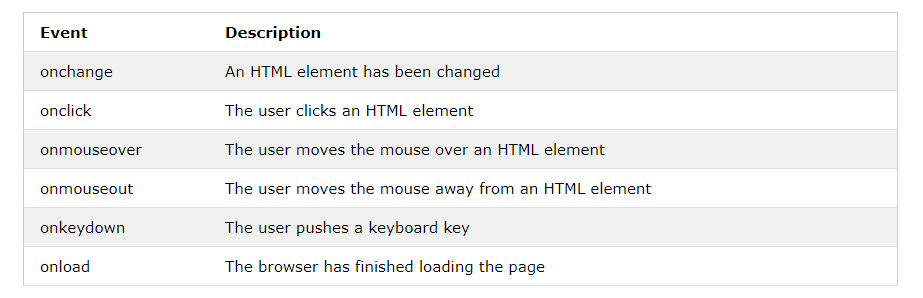 Event Description
onchange An HTML element has been changed
onclick The user clicks an HTML element
onmouseover The user moves the mouse over an HTML element
onmouseout The user moves the mouse away from an HTML element
onkeydown The user pushes a keyboard key
onload The browser has finished loading the page